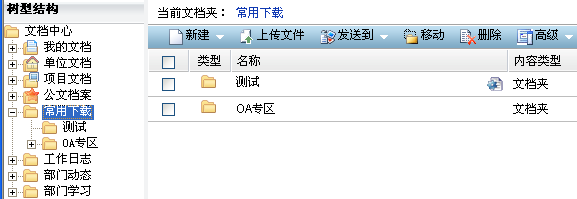 树型结构
文档中心
我的文档
单位文档
项目文档
公文档案
常用下载
测试
OA专区
工作日志
部门动态
部门学习
当前文档夹： 常用下载
新建 上传文件 发送到 移动 删除 高级
类型 名称 内容类型
测试 文档夹
OA专区 文档夹